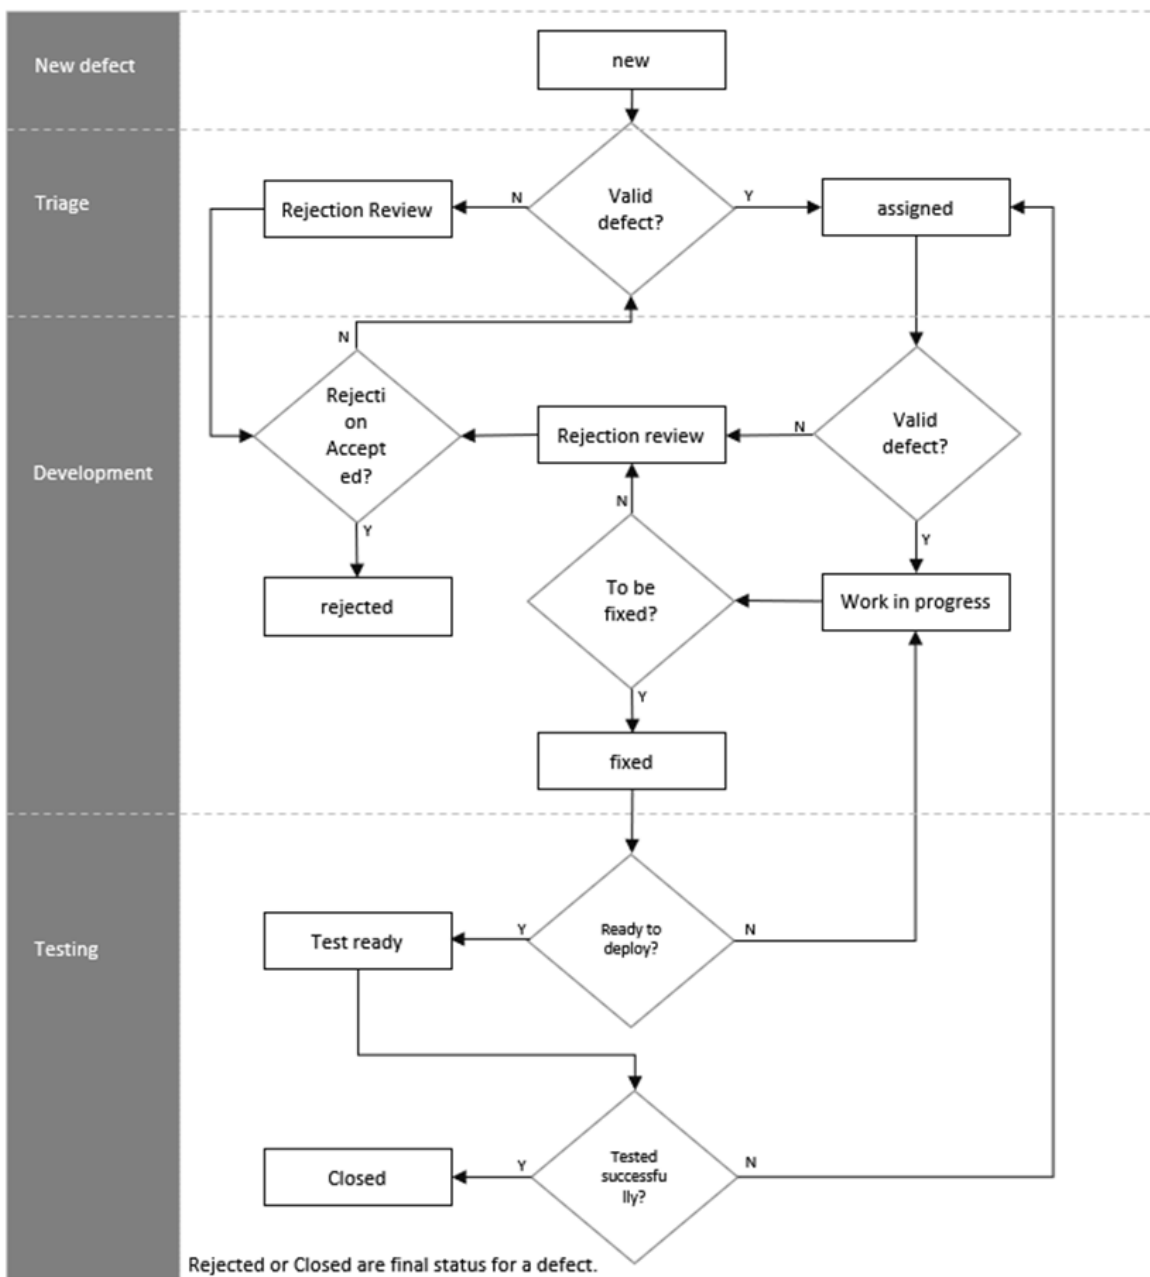 New defect
new
Triage
Rejection Review
N
Valid
defect?
Y
assigned
N
Development
Rejecti
on
Accept
ed?
Rejection review
N
Valid
defect?
N
Y
Y
rejected
To be
fixed?
Work in progress
Y
fixed
Testing
Test ready
Y
Ready to
deploy?
N
Closed
Y
Tested
successfu
lly?
N
Rejected or Closed are final status for a defect.